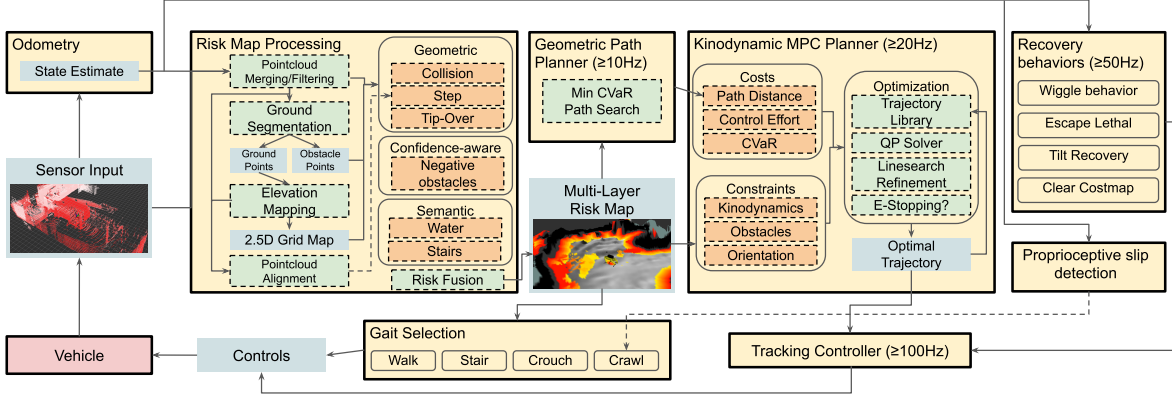 Odometry
State Estimate
Sensor Input
Vehicle
Risk Map Processing
Pointcloud
Merging/Filtering
Ground
Segmentation
Ground
Points
Obstacle
Points
Elevation
Mapping
2.5D Grid Map
Pointcloud
Alignment
Geometric
Collision
Step
Tip-Over
Confidence-aware
Negative
obstacles
Semantic
Water
Stairs
Risk Fusion
Geometric Path
Planner (≥10Hz)
Min CVaR
Path Search
Multi-Layer
Risk Map
Kinodynamic MPC Planner (≥20Hz)
Costs
Path Distance
Control Effort
CVaR
Constraints
Kinodynamics
Obstacles
Orientation
Optimization
Trajectory
Library
QP Solver
Linesearch
Refinement
E-Stopping?
Optimal
Trajectory
Recovery
behaviors (≥50Hz)
Wiggle behavior
Escape Lethal
Tilt Recovery
Clear Costmap
Proprioceptive slip
detection
Controls
Gait Selection
Walk
Stair
Crouch
Crawl
Tracking Controller (≥100Hz)